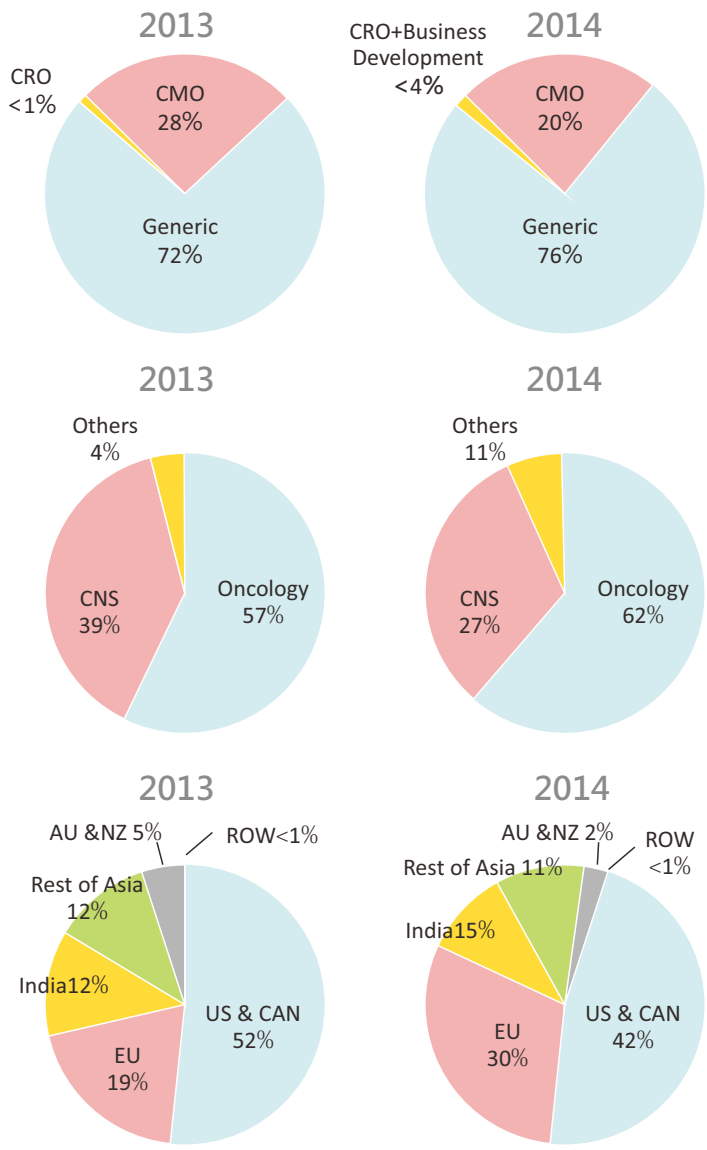 2013
CRO
<1%
CMO
28%
Generic
72%
2014
CRO+Business
Development
<4%
CMO
20%
Generic
76%
2013
Others
4%
CNS
39%
Oncology
57%
2014
Others
11%
CNS
27%
Oncology
62%
2013
AU &NZ 5%
ROW<1%
Rest of Asia
12%
India12%
US & CAN
52%
EU
19%
2014
AU &NZ 2%
ROW
<1%
Rest of Asia 11%
India15%
US & CAN
42%
EU
30%